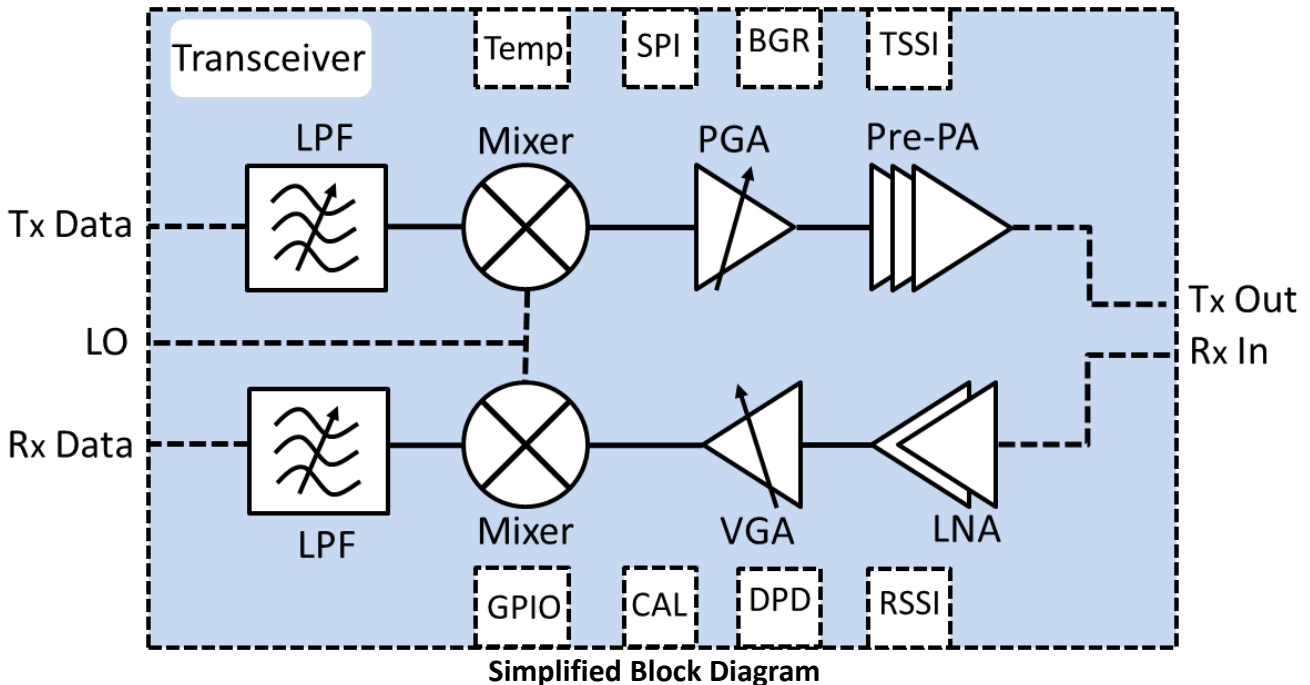 Transceiver
Temp
SPI
BGR
TSSI
LPF
Mixer
PGA
Pre-PA
Tx Data
Tx Out
LO
Rx In
Rx Data
LPF
Mixer
VGA
LNA
GPIO
CAL
DPD
RSSI
Simplified Block Diagram